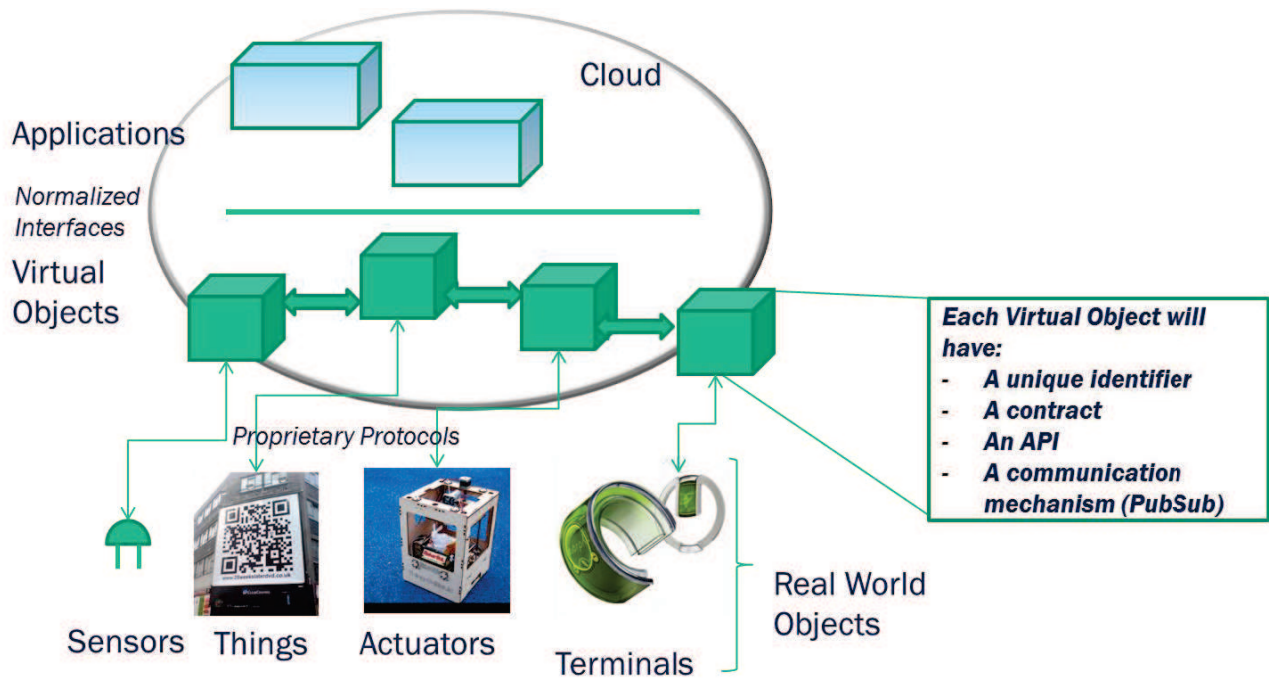 Cloud
Applications
Normalized
Interfaces
Virtual
Objects
Each Virtual Object will
have:
- A unique identifier
- A contract
- An API
- A communication
mechanism (PubSub)
Proprietary Protocols
Sensors
Things
Actuators
Terminals
Real World
Objects